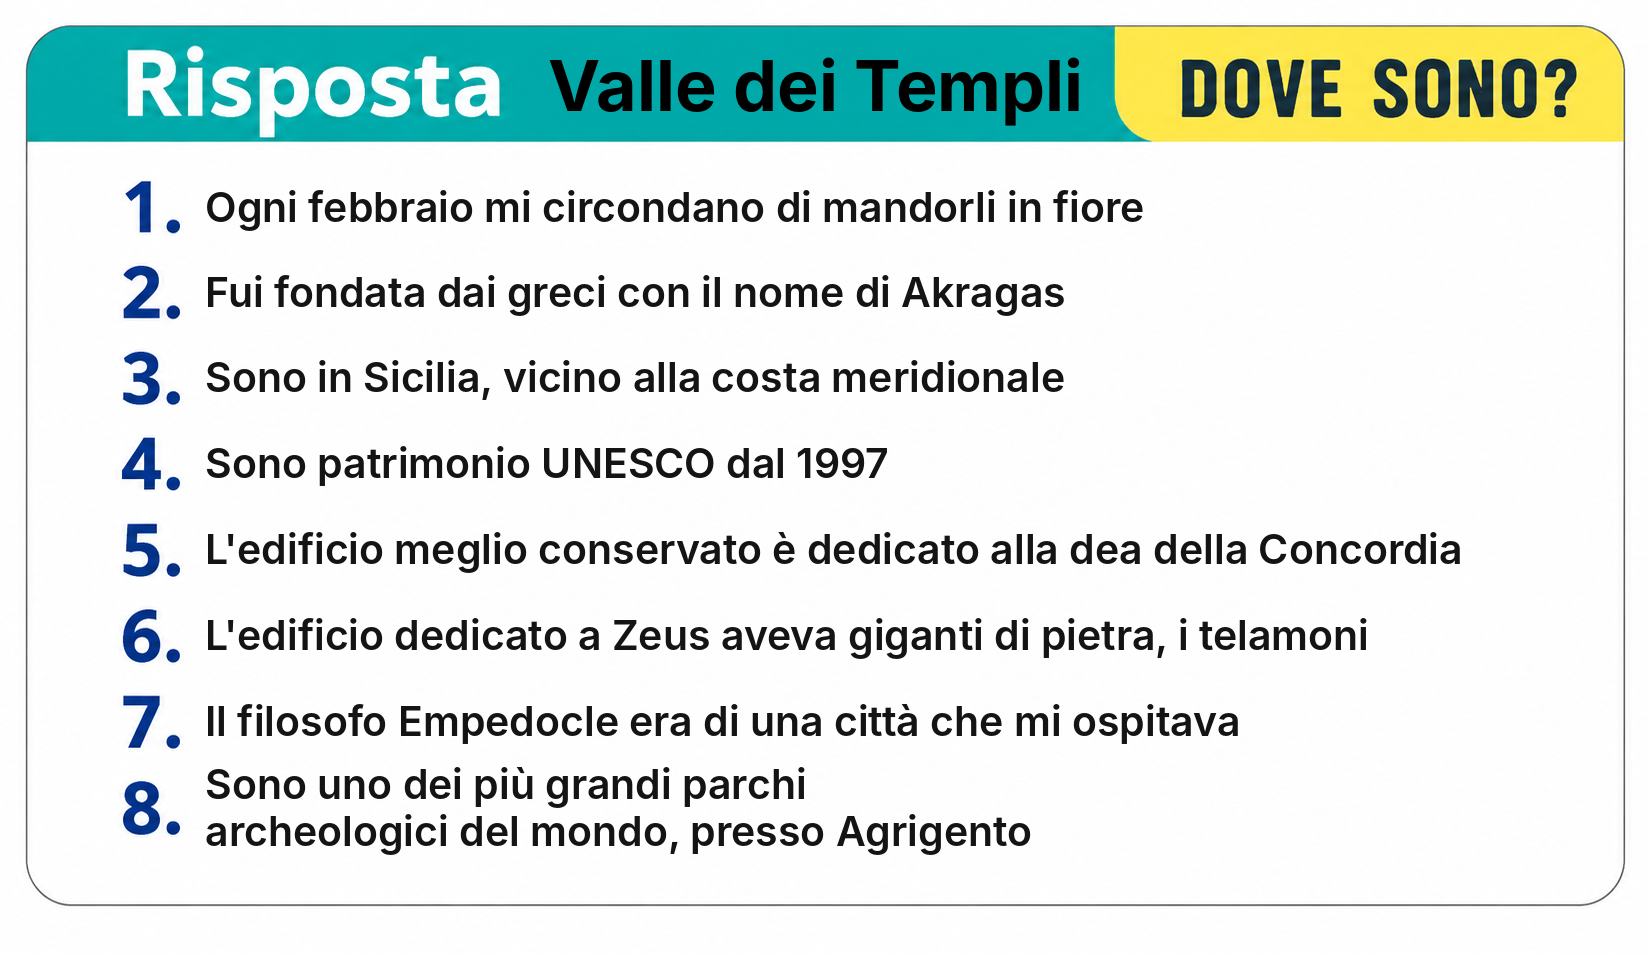 Risposta Valle dei Templi DOVE SONO?
1. Ogni febbraio mi circondano di mandorli in fiore
2. Fui fondata dai greci con il nome di Akragas
3. Sono in Sicilia, vicino alla costa meridionale
4. Sono patrimonio UNESCO dal 1997
5. L'edificio meglio conservato è dedicato alla dea della Concordia
6. L'edificio dedicato a Zeus aveva giganti di pietra, i telamoni
7. Il filosofo Empedocle era di una città che mi ospitava
8. Sono uno dei più grandi parchi
archeologici del mondo, presso Agrigento